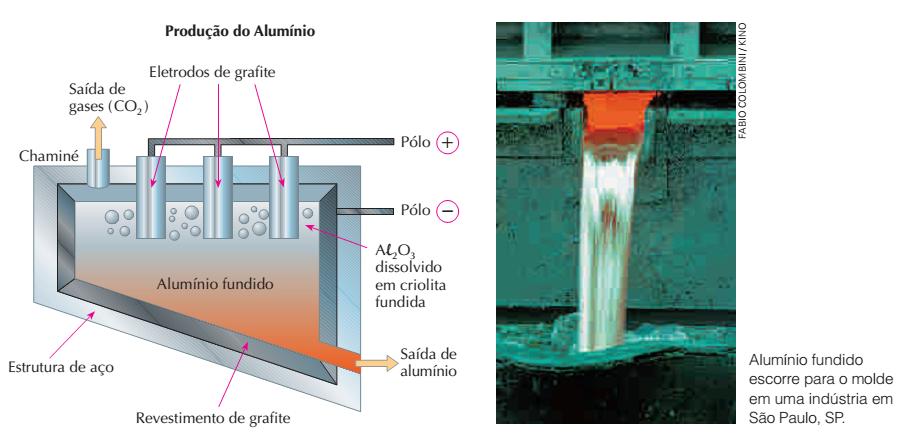 Produção do Alumínio
Eletrodos de grafite
Saída de
gases (CO₂)
Chaminé
Pólo +
Pólo −
Aℓ₂O₃
dissolvido
em criolita
fundida
Alumínio fundido
Saída de
alumínio
Estrutura de aço
Revestimento de grafite
FABIO COLOMBINI / KINO
Alumínio fundido
escorre para o molde
em uma indústria em
São Paulo, SP.